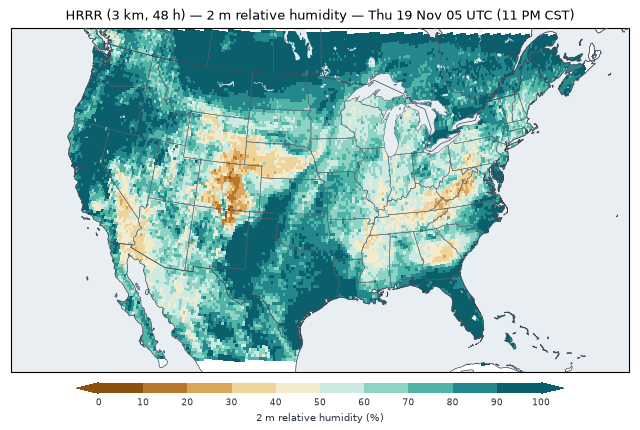 HRRR (3 km, 48 h) — 2 m relative humidity — Thu 19 Nov 05 UTC (11 PM CST)
0 10 20 30 40 50 60 70 80 90 100
2 m relative humidity (%)